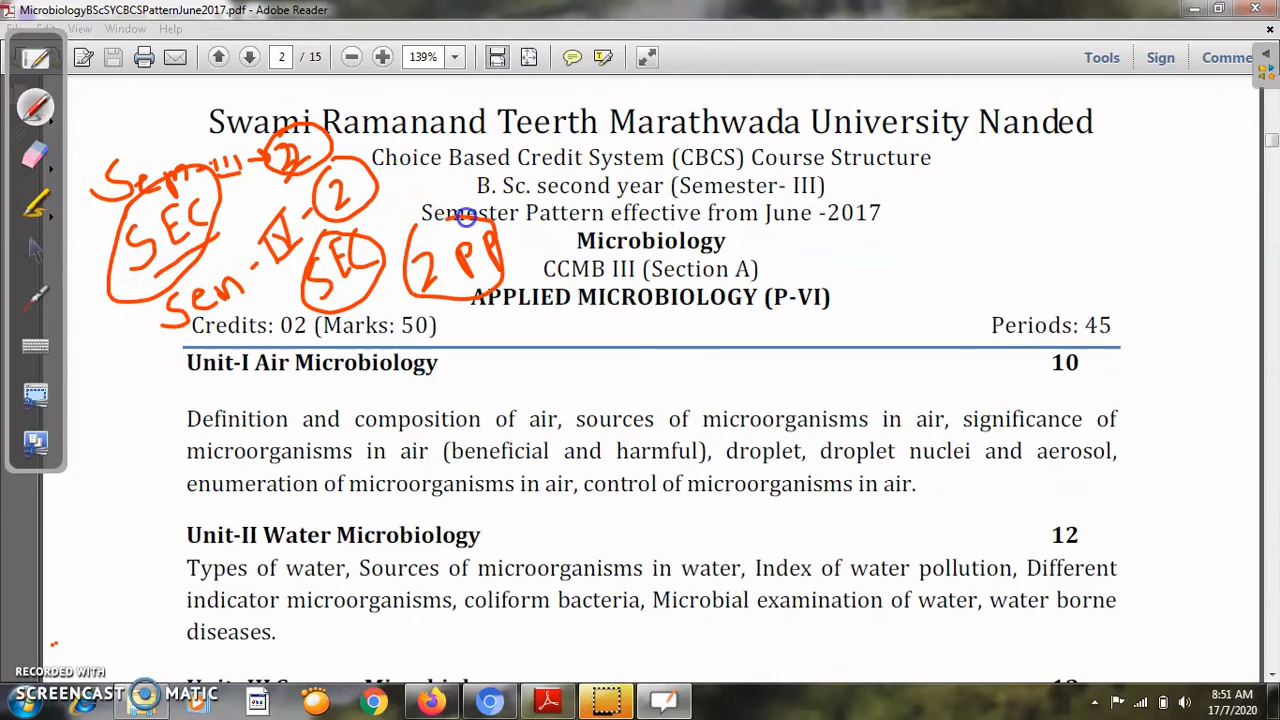 MicrobiologyBScSYCBCSPatternJune2017.pdf - Adobe Reader
View Window Help
2 / 15 139% Tools Sign Comme
Swami Ramanand Teerth Marathwada University Nanded
Choice Based Credit System (CBCS) Course Structure
B. Sc. second year (Semester- III)
Semester Pattern effective from June -2017
Microbiology
CCMB III (Section A)
APPLIED MICROBIOLOGY (P-VI)
Sem-III → 2
SEC
Sem-IV - 2
SEC
2 PP
Credits: 02 (Marks: 50) Periods: 45
Unit-I Air Microbiology 10
Definition and composition of air, sources of microorganisms in air, significance of
microorganisms in air (beneficial and harmful), droplet, droplet nuclei and aerosol,
enumeration of microorganisms in air, control of microorganisms in air.
Unit-II Water Microbiology 12
Types of water, Sources of microorganisms in water, Index of water pollution, Different
indicator microorganisms, coliform bacteria, Microbial examination of water, water borne
diseases.
RECORDED WITH
SCREENCAST MATIC
8:51 AM
17/7/2020